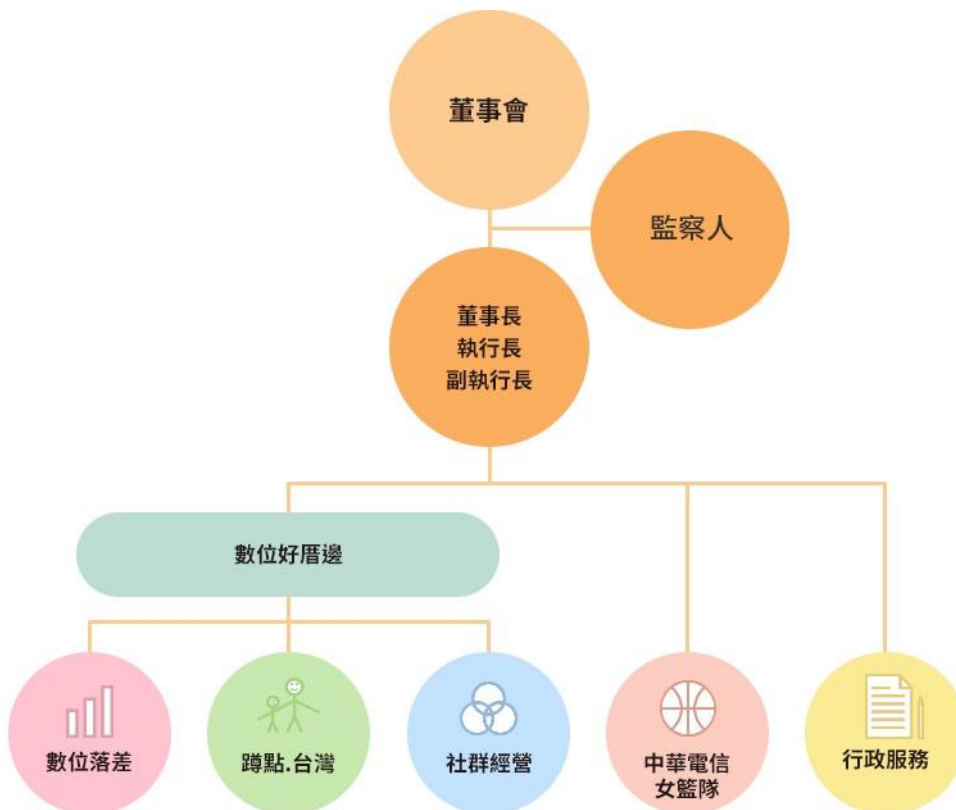 董事會
監察人
董事長
執行長
副執行長
數位好厝邊
數位落差
蹲點.台灣
社群經營
中華電信
女籃隊
行政服務